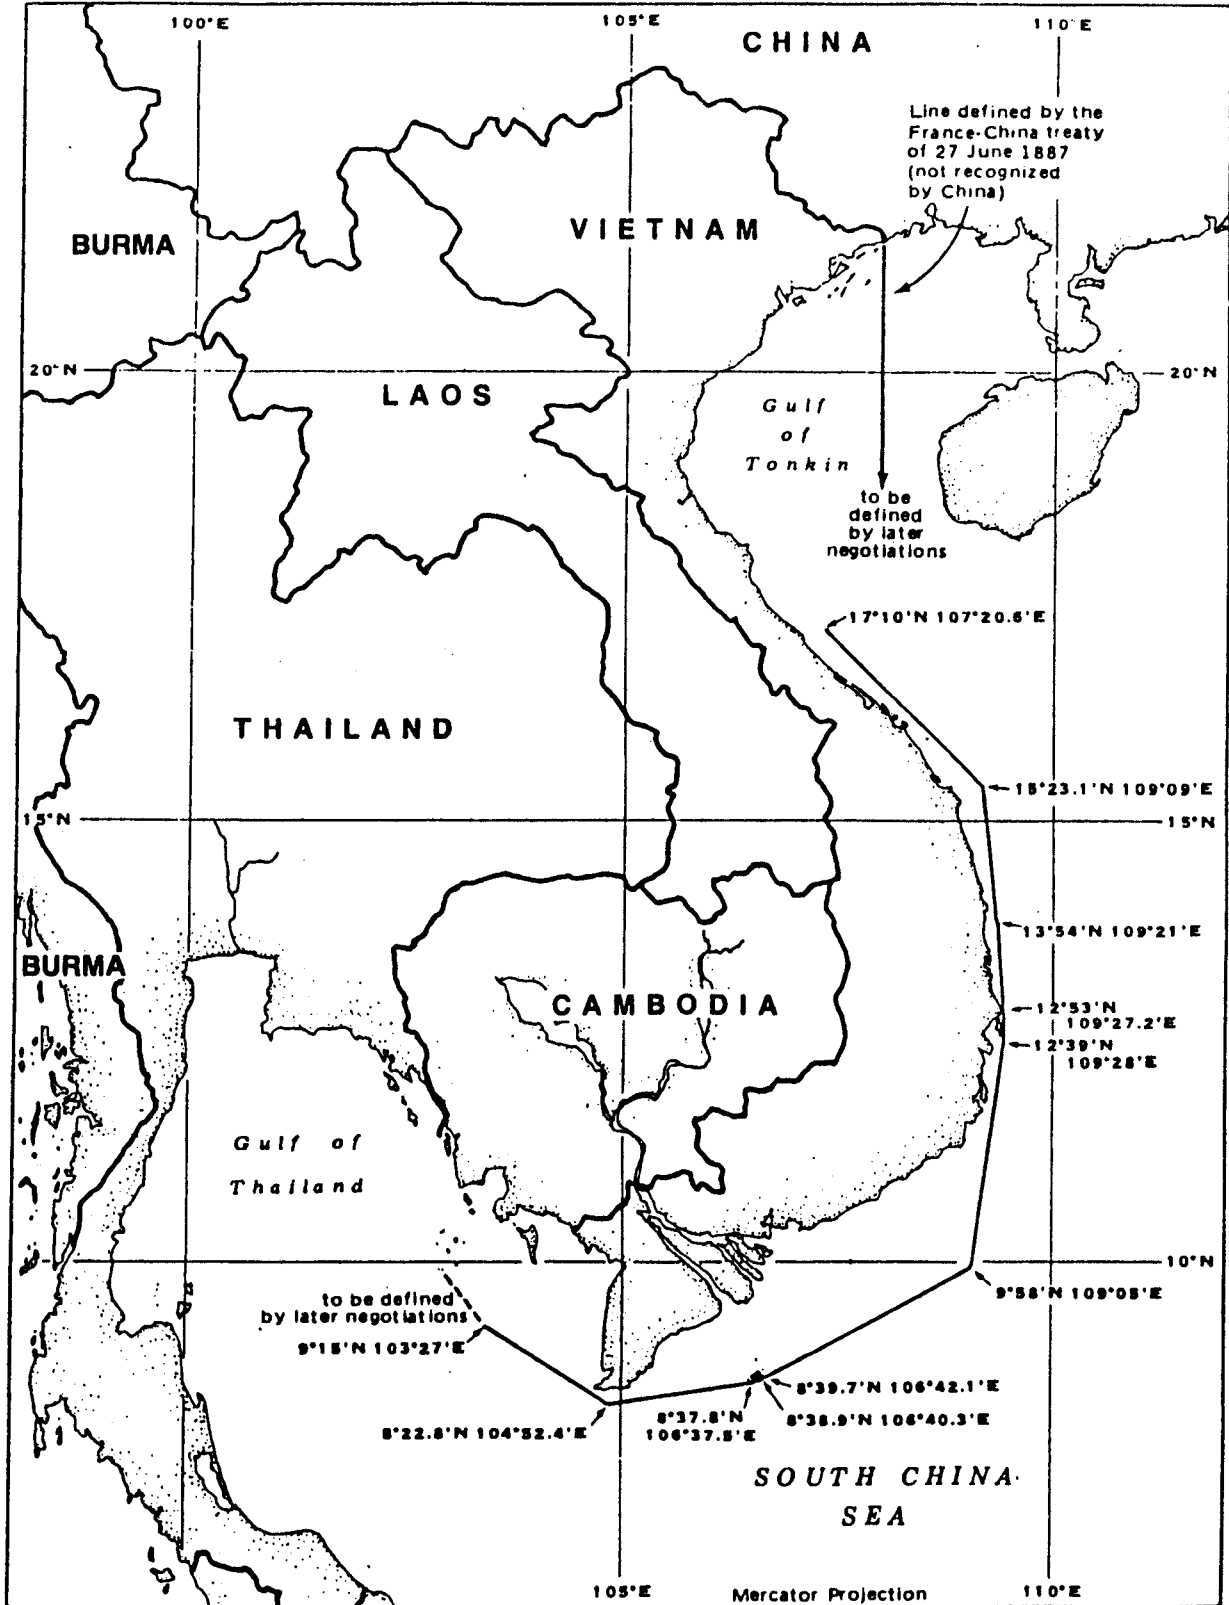 100°E
105°E
110°E
CHINA
Line defined by the
France-China treaty
of 27 June 1887
(not recognized
by China)
VIETNAM
BURMA
20°N
20°N
LAOS
Gulf
of
Tonkin
to be
defined
by later
negotiations
17°10'N 107°20.6'E
THAILAND
15°23.1'N 109°09'E
15°N
15°N
13°54'N 109°21'E
BURMA
CAMBODIA
12°53'N
109°27.2'E
12°39'N
109°28'E
Gulf of
Thailand
10°N
9°58'N 109°05'E
to be defined
by later negotiations
9°15'N 103°27'E
8°39.7'N 106°42.1'E
8°37.8'N
106°37.5'E
8°38.9'N 106°40.3'E
8°22.8'N 104°52.4'E
SOUTH CHINA
SEA
105°E
Mercator Projection
110°E